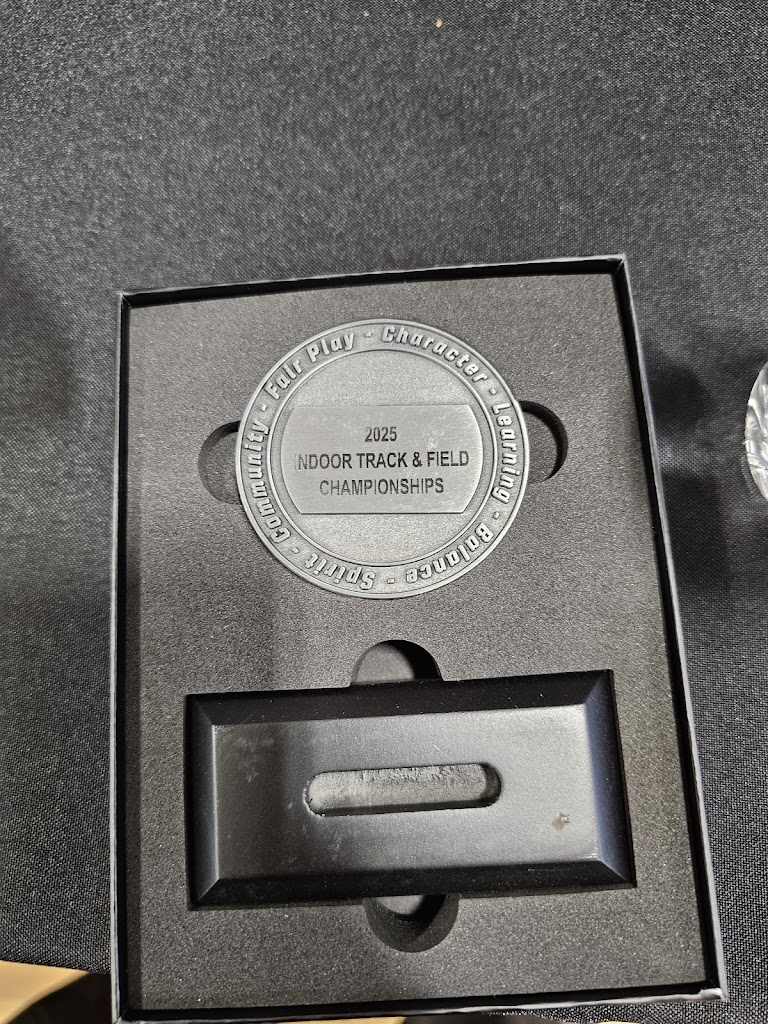 Community - Fair Play - Character - Learning - Balance - Spirit -
2025
INDOOR TRACK & FIELD
CHAMPIONSHIPS